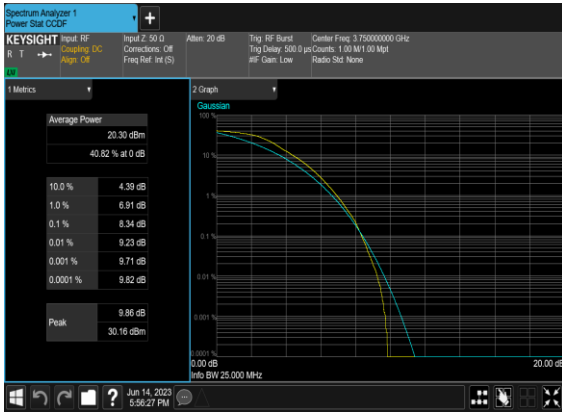 Spectrum Analyzer 1
Power Stat CCDF
+
KEYSIGHT
R T
LXI
Input: RF
Coupling: DC
Align: Off
Input Z: 50 Ω
Corrections: Off
Freq Ref: Int (S)
Atten: 20 dB
Trig: RF Burst
Trig Delay: 500.0 µs
#IF Gain: Low
Center Freq: 3.750000000 GHz
Counts: 1.00 M/1.00 Mpt
Radio Std: None
1 Metrics
Average Power
20.30 dBm
40.82 % at 0 dB
10.0 % 4.39 dB
1.0 % 6.91 dB
0.1 % 8.34 dB
0.01 % 9.23 dB
0.001 % 9.71 dB
0.0001 % 9.82 dB
Peak
9.86 dB
30.16 dBm
2 Graph
Gaussian
100 %
10 %
1 %
0.1 %
0.01 %
0.001 %
0.0001 %
0.00 dB
20.00 dB
Info BW 25.000 MHz
?
Jun 14, 2023
5:56:27 PM